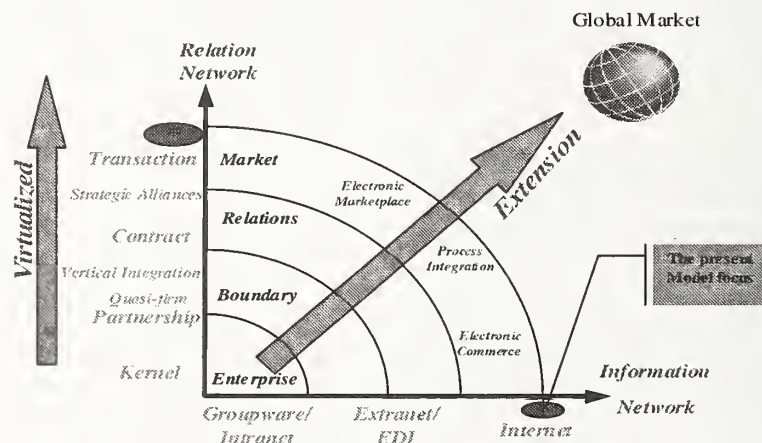 Global Market
Relation
Network
Virtualized
Transaction
Market
Strategic Alliances
Electronic
Marketplace
Extension
Relations
Contract
Process
Integration
The present
Model focus
Vertical Integration
Quasi-firm
Boundary
Partnership
Electronic
Commerce
Kernel
Enterprise
Information
Network
Groupware/
Intranet
Extranet/
EDI
Internet